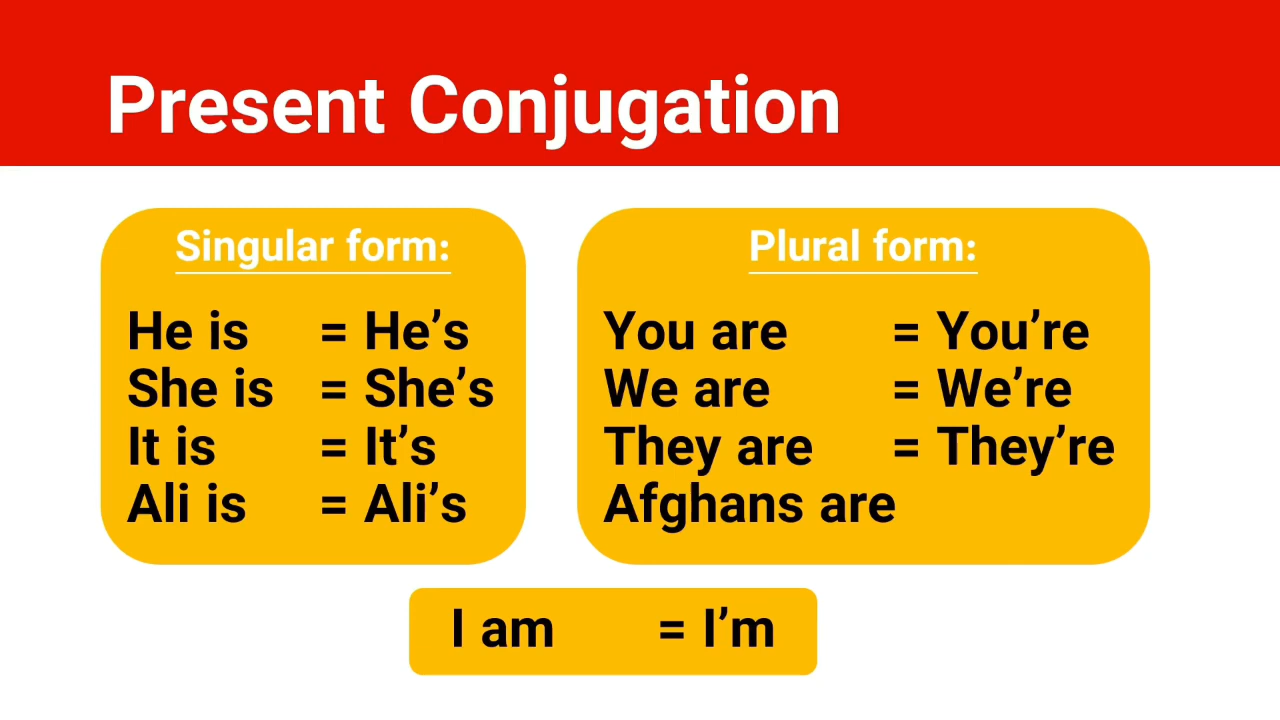 Present Conjugation
Singular form:
He is = He’s
She is = She’s
It is = It’s
Ali is = Ali’s
Plural form:
You are = You’re
We are = We’re
They are = They’re
Afghans are
I am = I’m